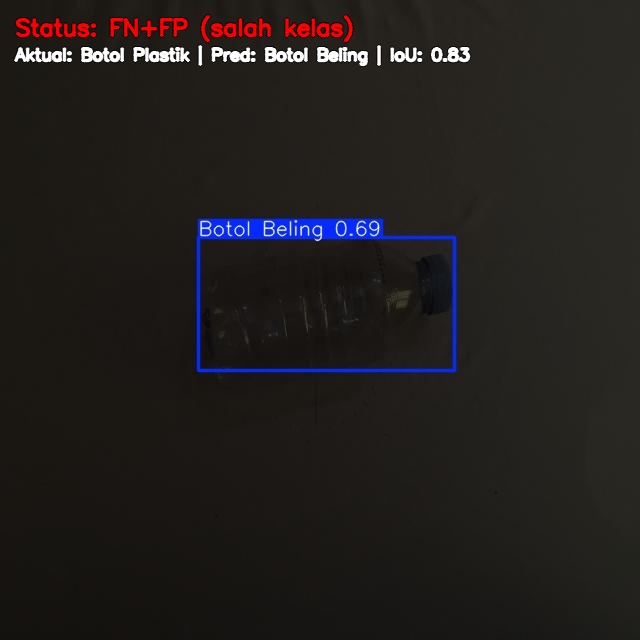 Status: FN+FP (salah kelas)
Aktual: Botol Plastik | Pred: Botol Beling | IoU: 0.83
Botol Beling 0.69